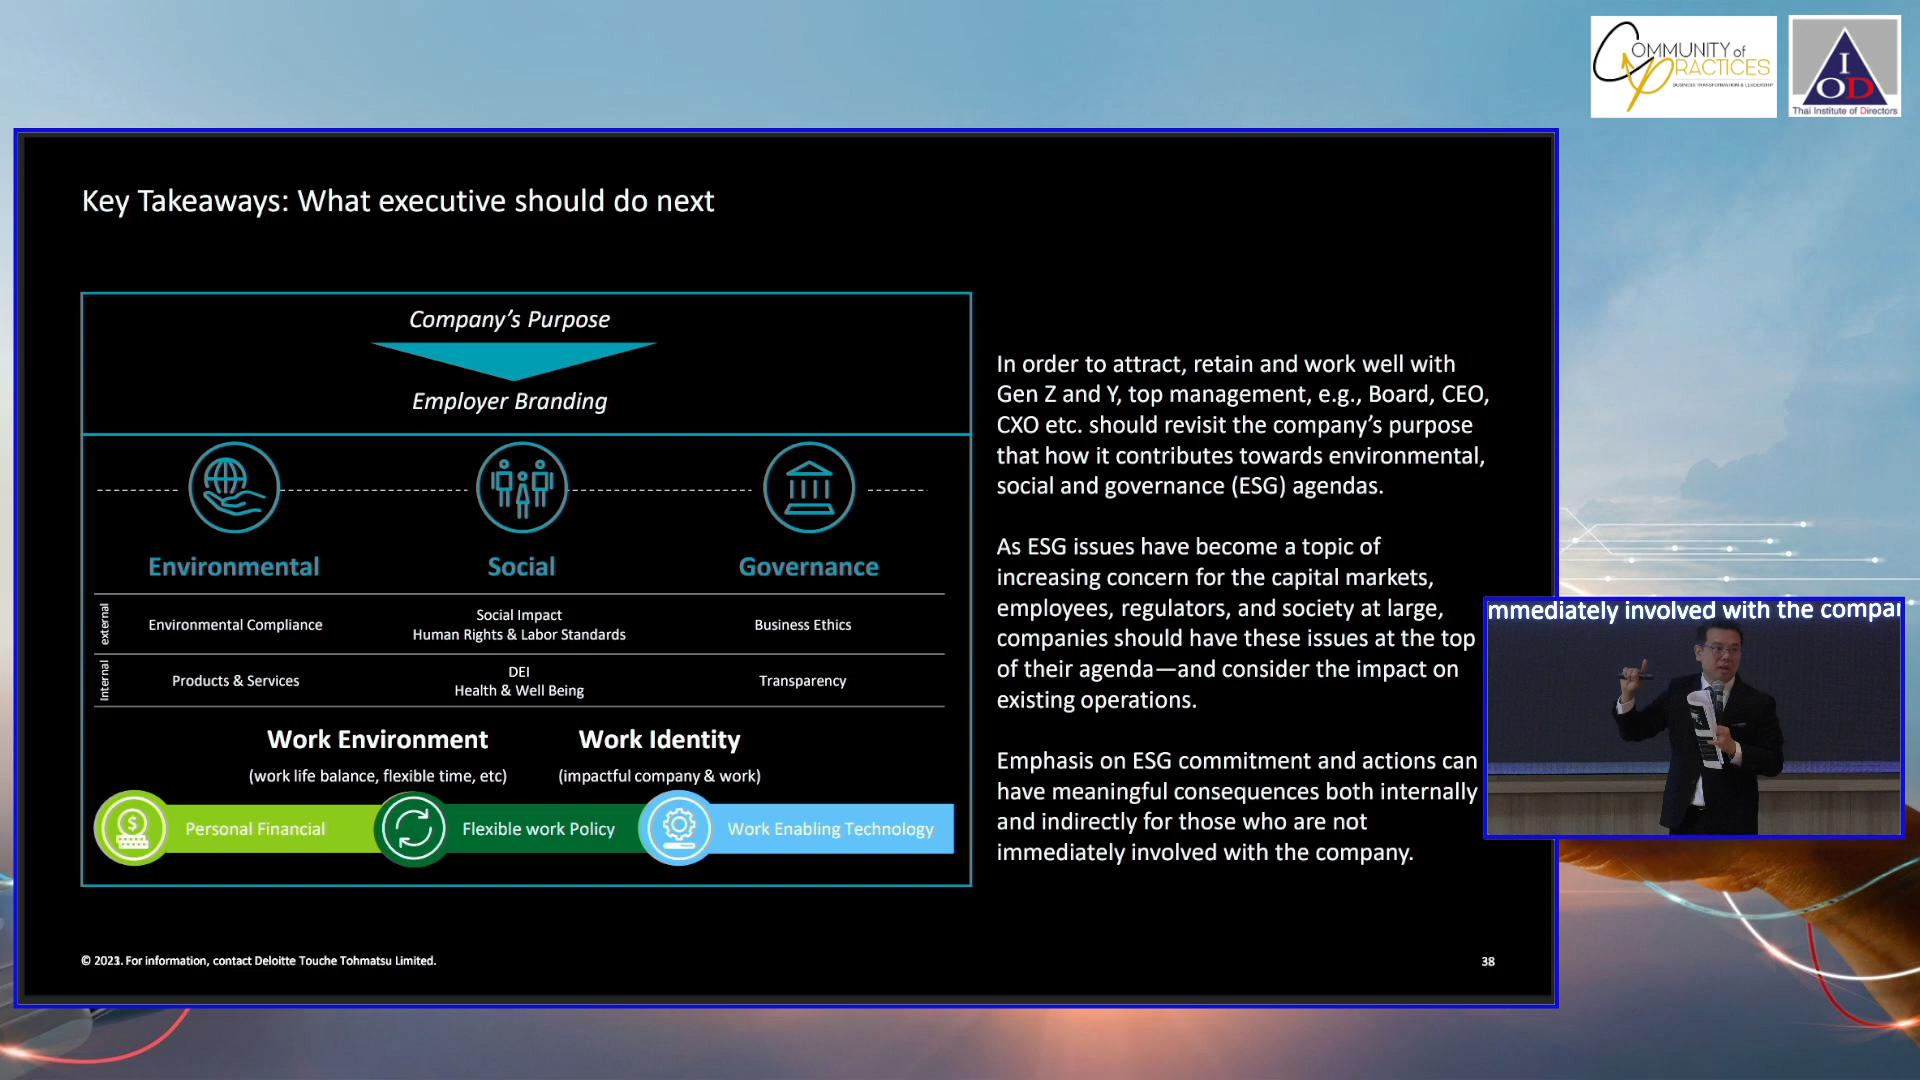 COMMUNITY of
PRACTICES
BUSINESS TRANSFORMATION & LEADERSHIP
IOD
Thai Institute of Directors
Key Takeaways: What executive should do next
Company's Purpose
Employer Branding
Environmental
Social
Governance
external
Environmental Compliance
Social Impact
Human Rights & Labor Standards
Business Ethics
Internal
Products & Services
DEI
Health & Well Being
Transparency
Work Environment
(work life balance, flexible time, etc)
Work Identity
(impactful company & work)
Personal Financial
Flexible work Policy
Work Enabling Technology
In order to attract, retain and work well with
Gen Z and Y, top management, e.g., Board, CEO,
CXO etc. should revisit the company's purpose
that how it contributes towards environmental,
social and governance (ESG) agendas.
As ESG issues have become a topic of
increasing concern for the capital markets,
employees, regulators, and society at large,
companies should have these issues at the top
of their agenda—and consider the impact on
existing operations.
Emphasis on ESG commitment and actions can
have meaningful consequences both internally
and indirectly for those who are not
immediately involved with the company.
mmediately involved with the compa
© For information, contact Deloitte Touche Tohmatsu Limited.
38